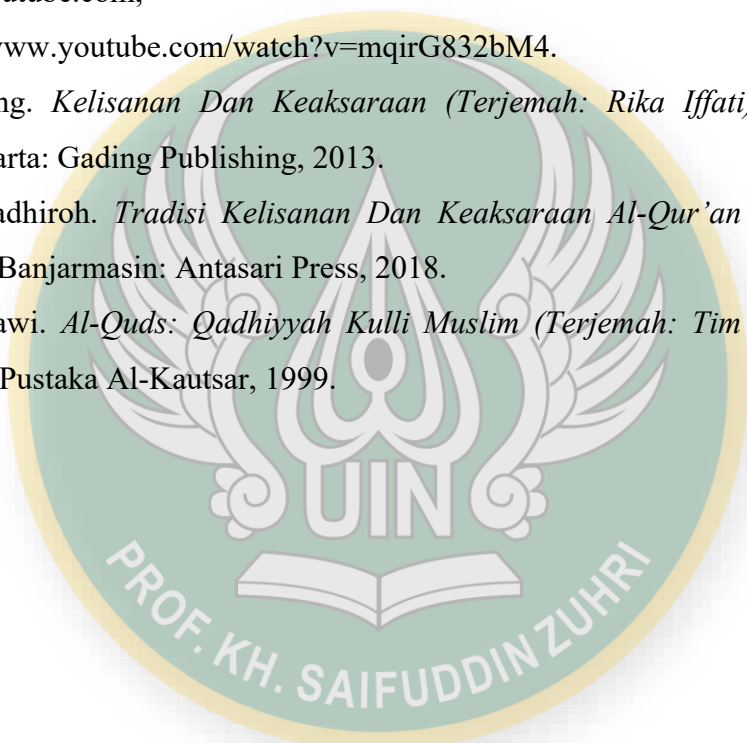 www.youtube.com/watch?v=mqirG832bM4.
ng. Kelisanan Dan Keaksaraan (Terjemah: Rika Iffati)
arta: Gading Publishing, 2013.
adhiroh. Tradisi Kelisanan Dan Keaksaraan Al-Qur’an
Banjarmasin: Antasari Press, 2018.
awi. Al-Quds: Qadhiyyah Kulli Muslim (Terjemah: Tim
Pustaka Al-Kautsar, 1999.
UIN
PROF. KH. SAIFUDDIN ZUHRI